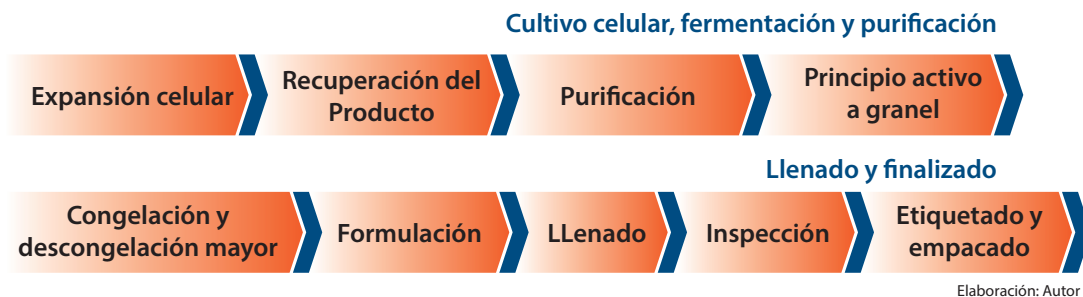 Cultivo celular, fermentación y purificación
Expansión celular
Recuperación del
Producto
Purificación
Principio activo
a granel
Llenado y finalizado
Congelación y
descongelación mayor
Formulación
LLenado
Inspección
Etiquetado y
empacado
Elaboración: Autor